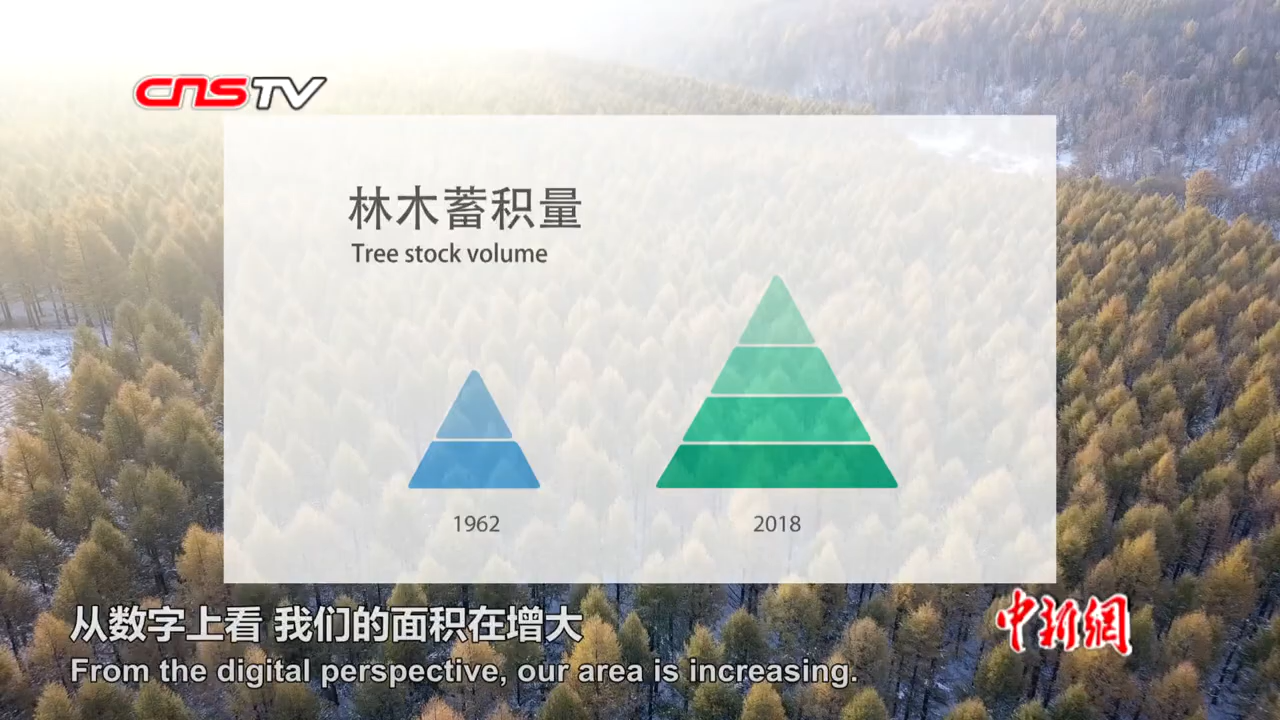 CNSTV
林木蓄积量
Tree stock volume
1962
2018
从数字上看 我们的面积在增大
From the digital perspective, our area is increasing.
中新網